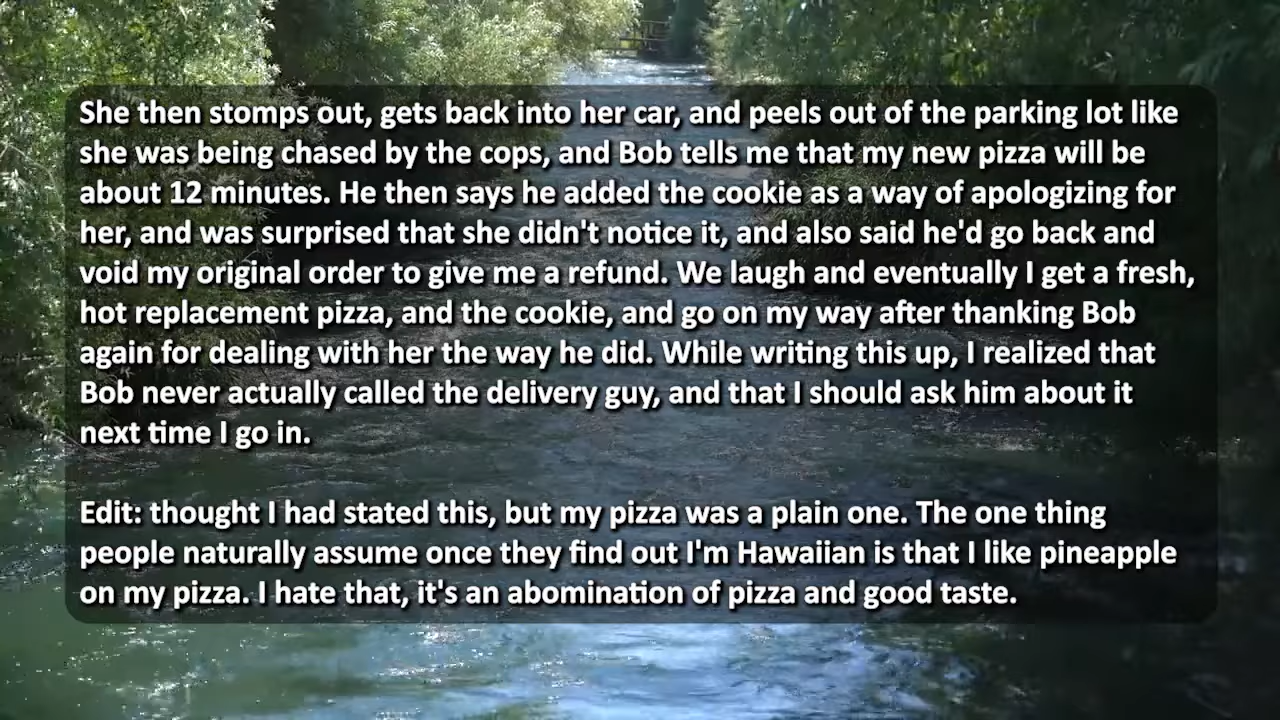 She then stomps out, gets back into her car, and peels out of the parking lot like
she was being chased by the cops, and Bob tells me that my new pizza will be
about 12 minutes. He then says he added the cookie as a way of apologizing for
her, and was surprised that she didn't notice it, and also said he'd go back and
void my original order to give me a refund. We laugh and eventually I get a fresh,
hot replacement pizza, and the cookie, and go on my way after thanking Bob
again for dealing with her the way he did. While writing this up, I realized that
Bob never actually called the delivery guy, and that I should ask him about it
next time I go in.
Edit: thought I had stated this, but my pizza was a plain one. The one thing
people naturally assume once they find out I'm Hawaiian is that I like pineapple
on my pizza. I hate that, it's an abomination of pizza and good taste.